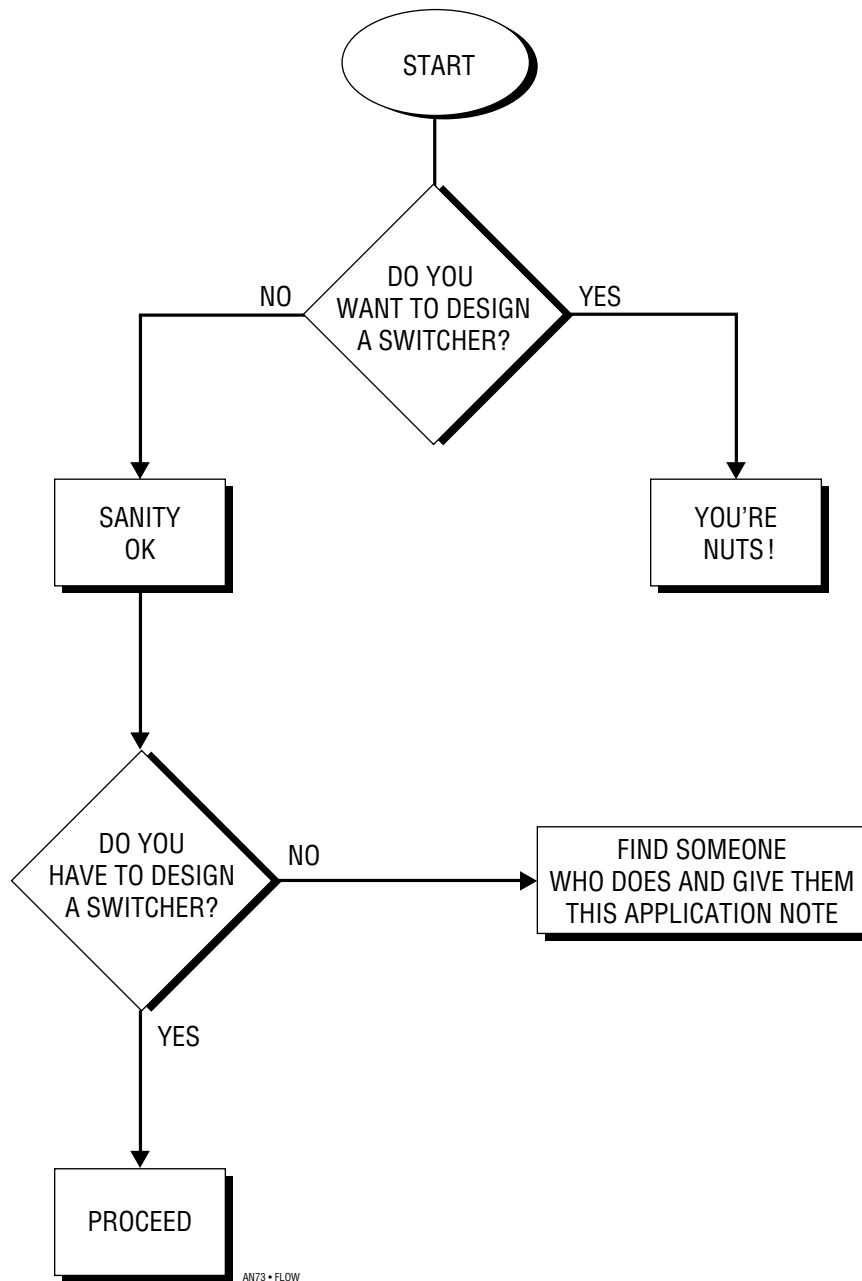 START
DO YOU
WANT TO DESIGN
A SWITCHER?
NO
YES
SANITY
OK
YOU'RE
NUTS!
DO YOU
HAVE TO DESIGN
A SWITCHER?
NO
FIND SOMEONE
WHO DOES AND GIVE THEM
THIS APPLICATION NOTE
YES
PROCEED
AN73 • FLOW